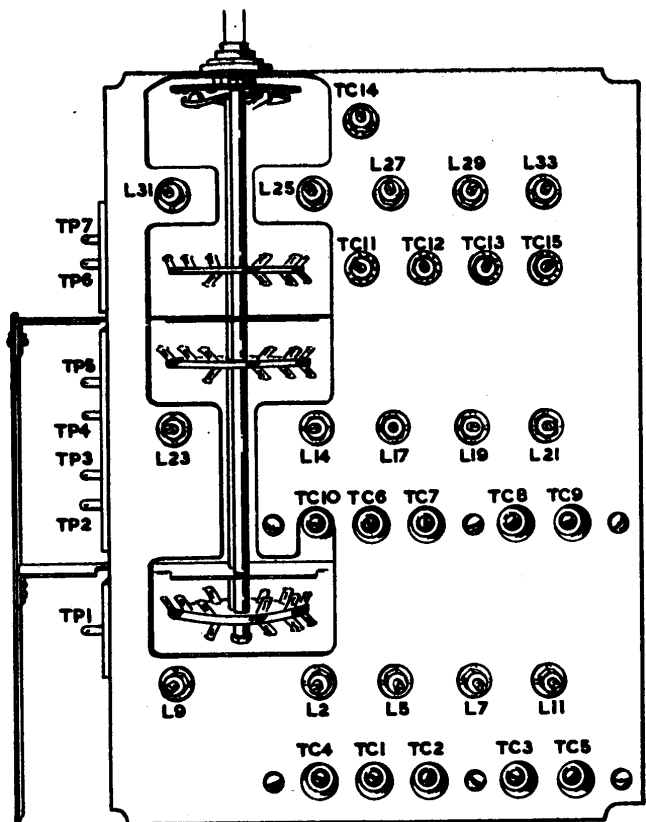 TC14
L31 L25 L27 L29 L33
TP7
TC11 TC12 TC13 TC15
TP6
TP5
TP4
L23 L14 L17 L19 L21
TP3
TC10 TC6 TC7 TC8 TC9
TP2
TP1
L9 L2 L5 L7 L11
TC4 TC1 TC2 TC3 TC5